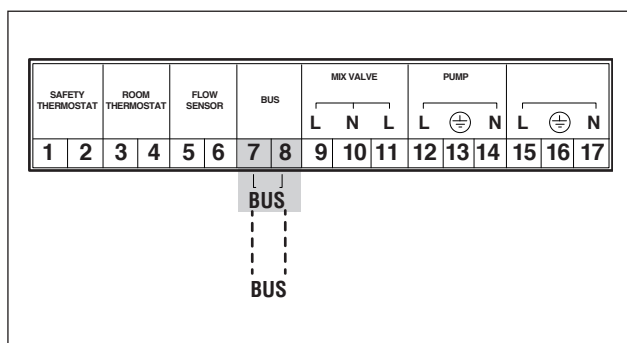 SAFETY THERMOSTAT
ROOM THERMOSTAT
FLOW SENSOR
BUS
MIX VALVE
PUMP
L N L L N L N
1 2 3 4 5 6 7 8 9 10 11 12 13 14 15 16 17
BUS
BUS